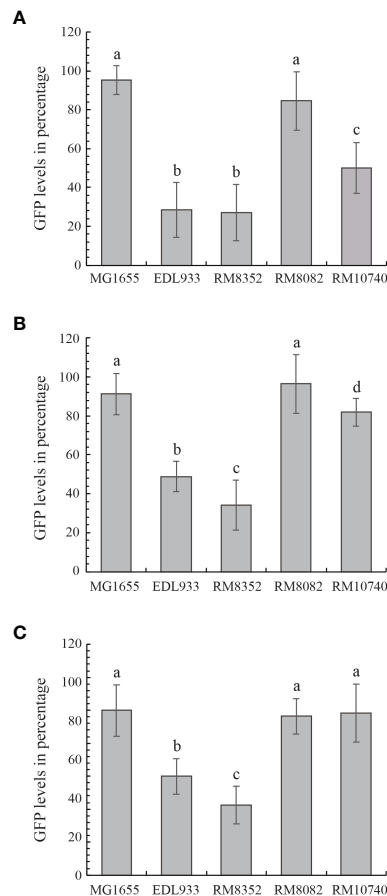 A
GFP levels in percentage
120
100
80
60
40
20
0
a
b
b
a
c
MG1655 EDL933 RM8352 RM8082 RM10740
B
GFP levels in percentage
120
100
80
60
40
20
0
a
b
c
a
d
MG1655 EDL933 RM8352 RM8082 RM10740
C
GFP levels in percentage
120
100
80
60
40
20
0
a
b
c
a
a
MG1655 EDL933 RM8352 RM8082 RM10740